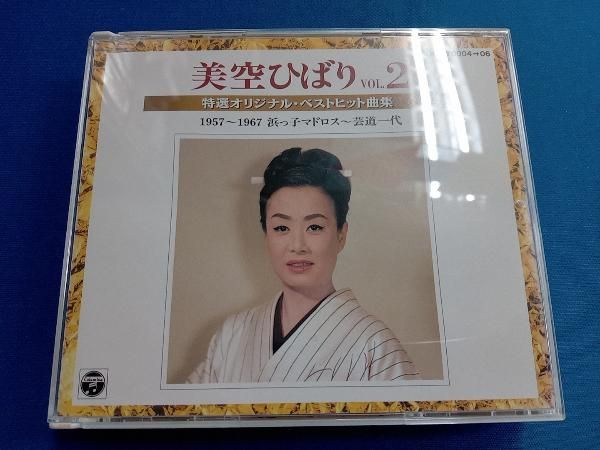 美空ひばり VOL.2
特選オリジナル・ベストヒット曲集
1957〜1967 浜っ子マドロス〜芸道一代
Columbia